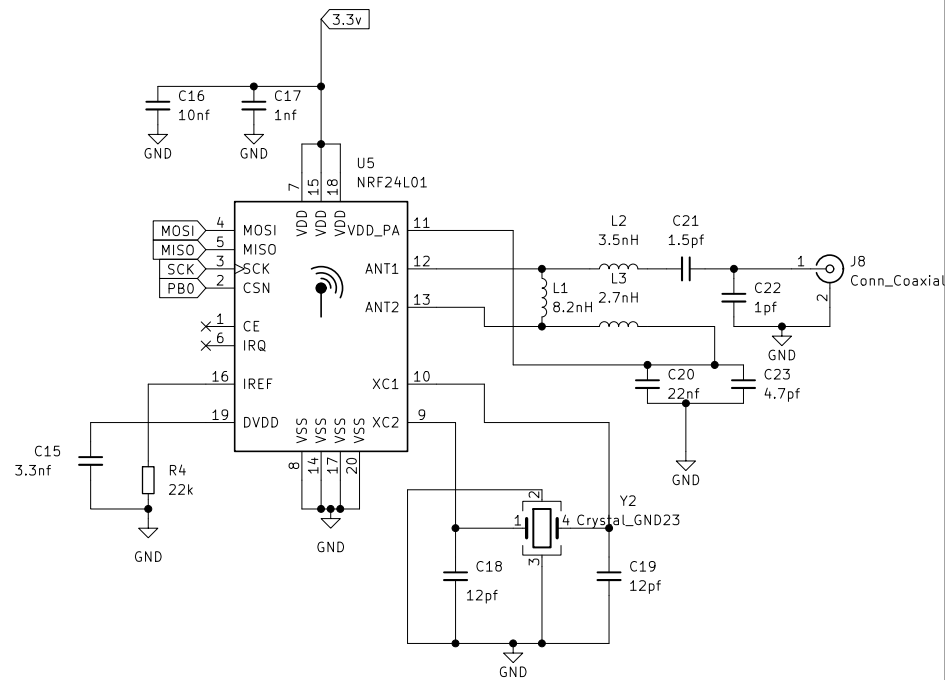 3.3v
C16
10nf
C17
1nf
GND
GND
U5
NRF24L01
7
15
18
VDD
VDD
VDD
VDD_PA
11
MOSI
4
MOSI
MISO
5
MISO
SCK
3
SCK
PB0
2
CSN
1
CE
6
IRQ
16
IREF
19
DVDD
ANT1
12
ANT2
13
XC1
10
XC2
9
VSS
VSS
VSS
VSS
8
14
17
20
GND
C15
3.3nf
R4
22k
GND
L1
8.2nH
L2
3.5nH
C21
1.5pf
L3
2.7nH
1
J8
Conn_Coaxial
2
C22
1pf
GND
C20
22nf
C23
4.7pf
GND
Y2
Crystal_GND23
1
2
3
4
C18
12pf
C19
12pf
GND